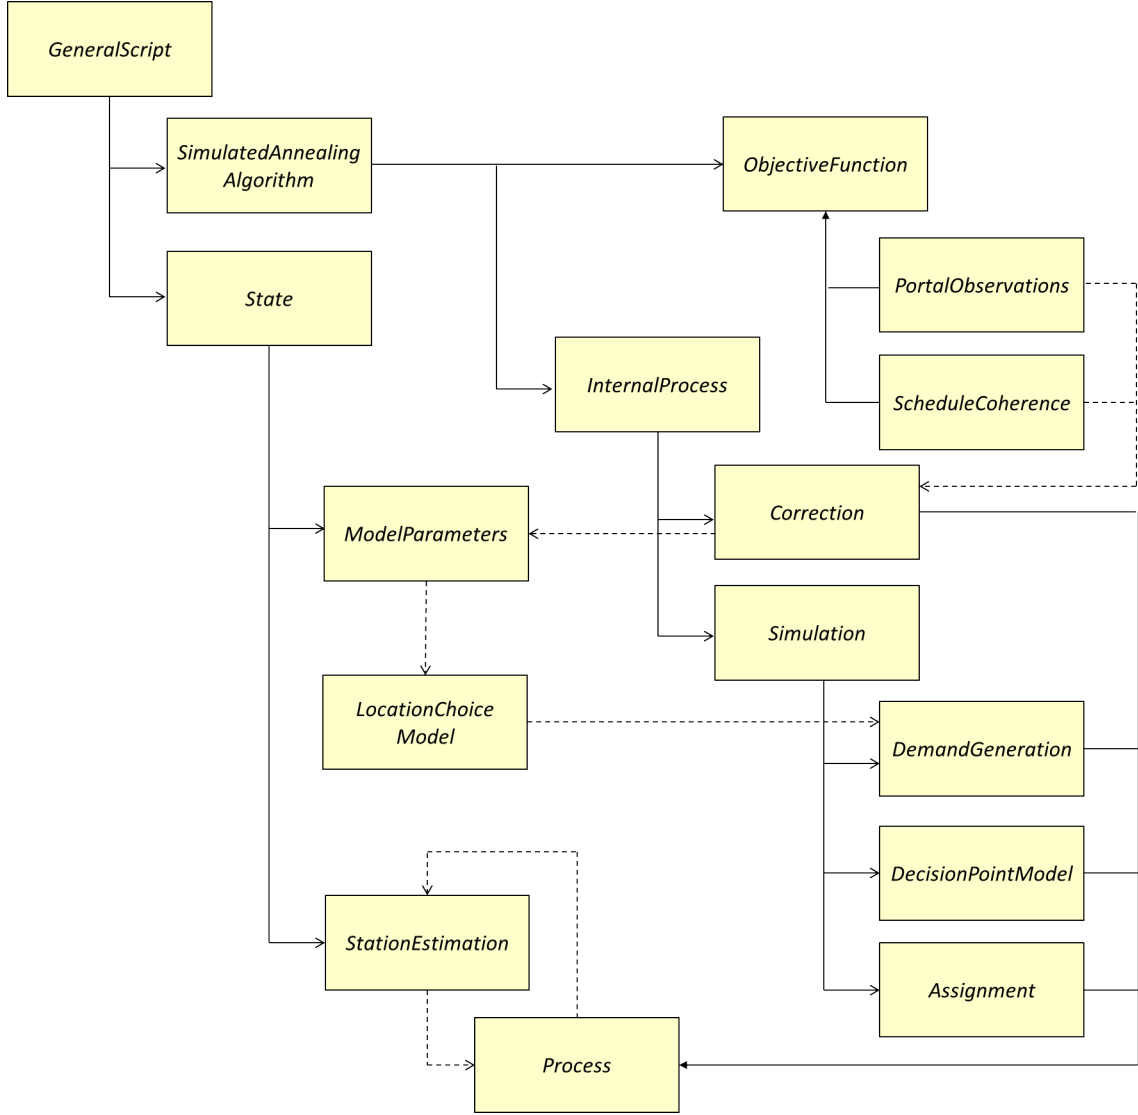 GeneralScript
SimulatedAnnealing
Algorithm
ObjectiveFunction
State
PortalObservations
InternalProcess
ScheduleCoherence
ModelParameters
Correction
Simulation
LocationChoice
Model
DemandGeneration
DecisionPointModel
StationEstimation
Assignment
Process